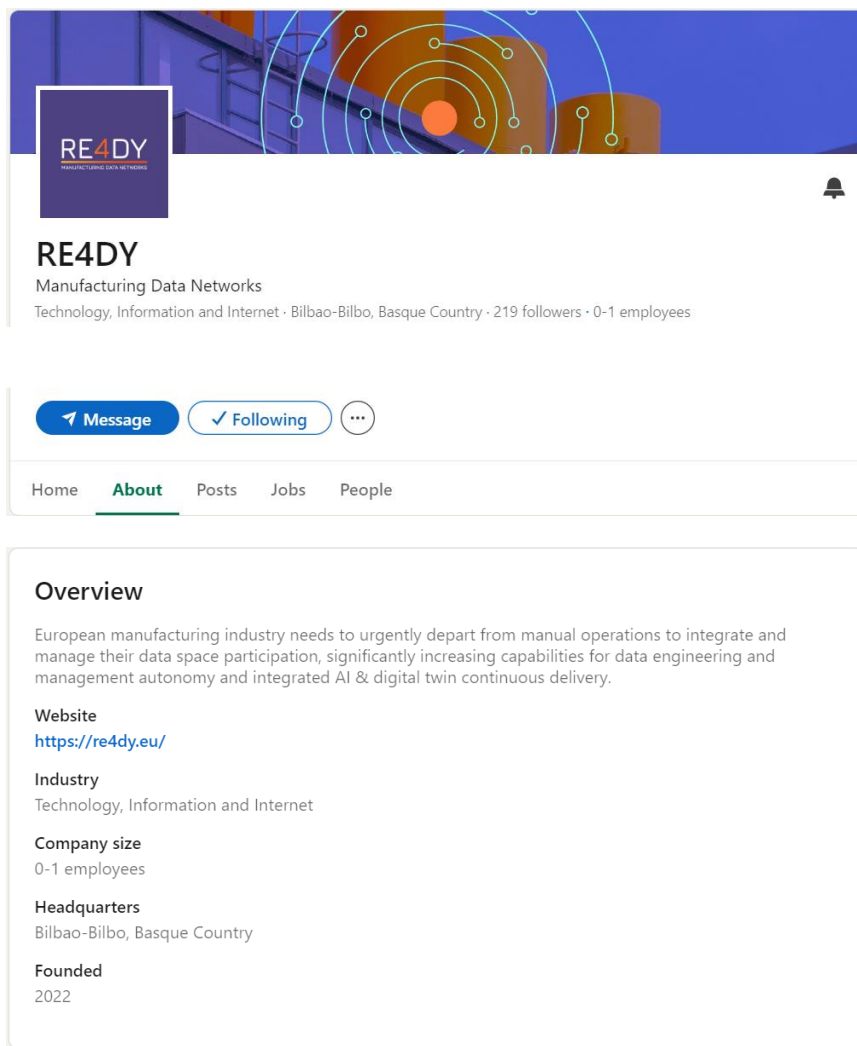 RE4DY
MANUFACTURING DATA NETWORKS
RE4DY
Manufacturing Data Networks
Technology, Information and Internet · Bilbao-Bilbo, Basque Country · 219 followers · 0-1 employees
Message
Following
Home About Posts Jobs People
Overview
European manufacturing industry needs to urgently depart from manual operations to integrate and
manage their data space participation, significantly increasing capabilities for data engineering and
management autonomy and integrated AI & digital twin continuous delivery.
Website
https://re4dy.eu/
Industry
Technology, Information and Internet
Company size
0-1 employees
Headquarters
Bilbao-Bilbo, Basque Country
Founded
2022